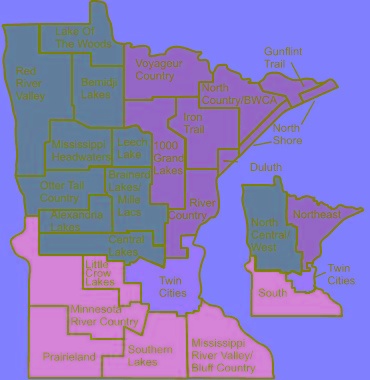 Lake Of
The Woods
Red
River
Valley
Bemidji
Lakes
Voyageur
Country
Gunflint
Trail
North
Country/BWCA
Iron
Trail
North
Shore
Mississippi
Headwaters
Leech
Lake
1000
Grand
Lakes
Duluth
Otter Tail
Country
Brainerd
Lakes/
Mille
Lacs
Alexandria
Lakes
River
Country
Central
Lakes
Little
Crow
Lakes
Twin
Cities
Minnesota
River Country
Prairieland
Southern
Lakes
Mississippi
River Valley/
Bluff Country
North
Central/
West
Northeast
South
Twin
Cities